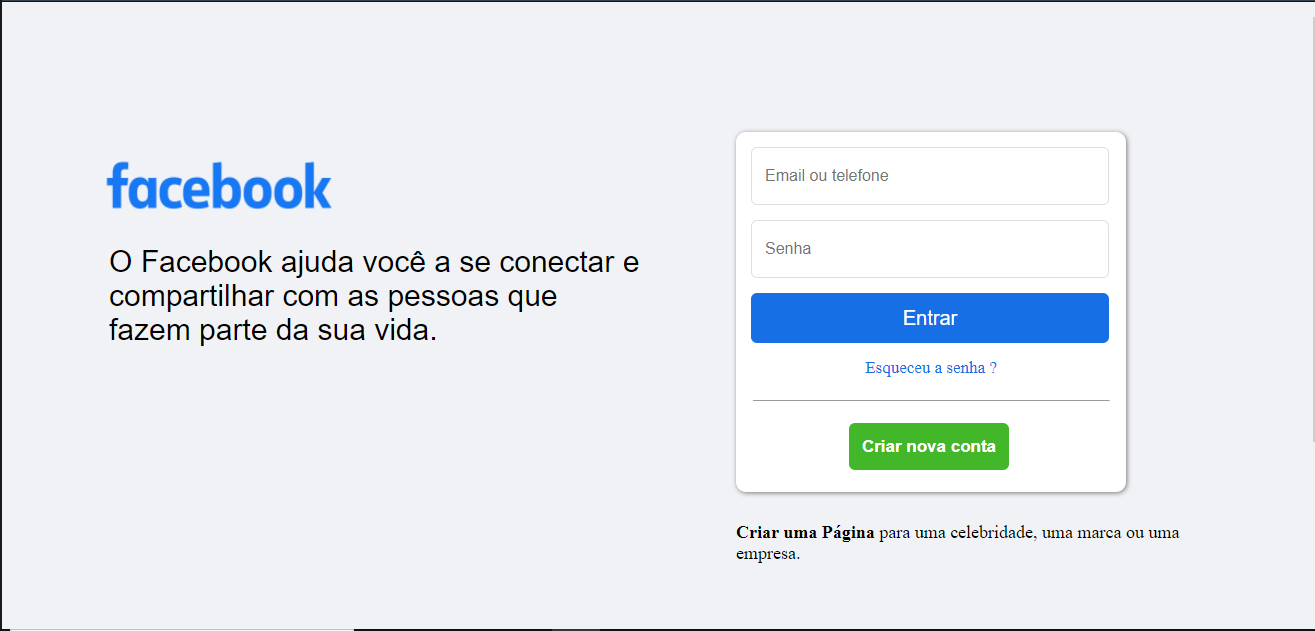 facebook
O Facebook ajuda você a se conectar e
compartilhar com as pessoas que
fazem parte da sua vida.
Email ou telefone
Senha
Entrar
Esqueceu a senha ?
Criar nova conta
Criar uma Página para uma celebridade, uma marca ou uma
empresa.